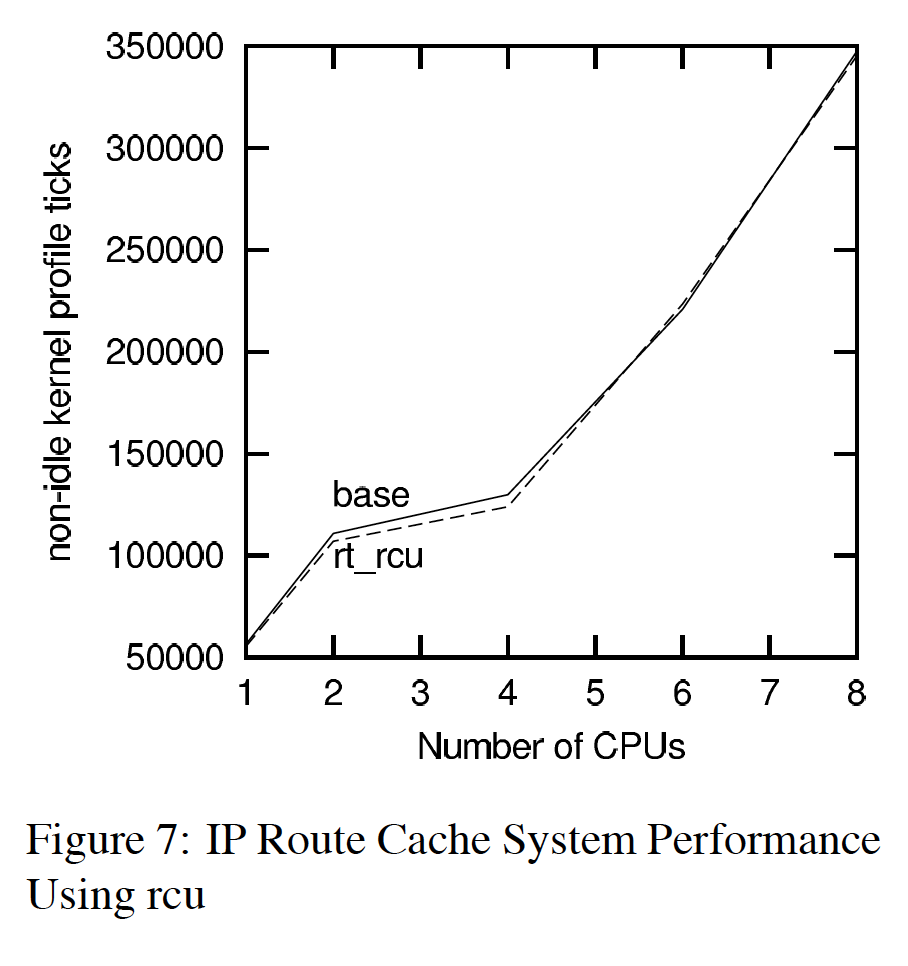 350000
300000
250000
200000
150000
100000
50000
non-idle kernel profile ticks
base
rt_rcu
1 2 3 4 5 6 7 8
Number of CPUs
Figure 7: IP Route Cache System Performance
Using rcu